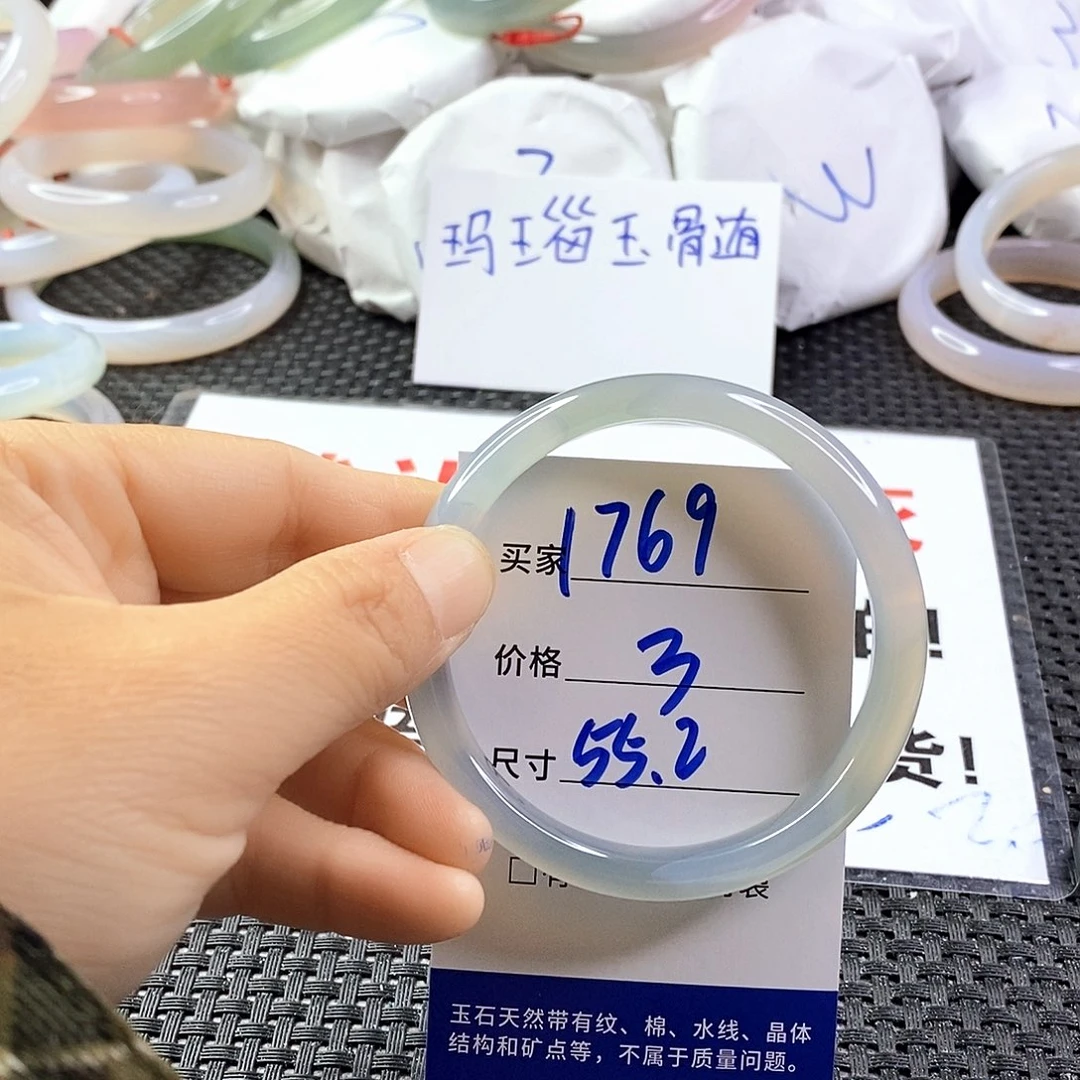 玛瑙玉骨髓
买家 1769
价格 3
尺寸 55.2
货！
玉石天然带有纹、棉、水线、晶体
结构和矿点等，不属于质量问题。